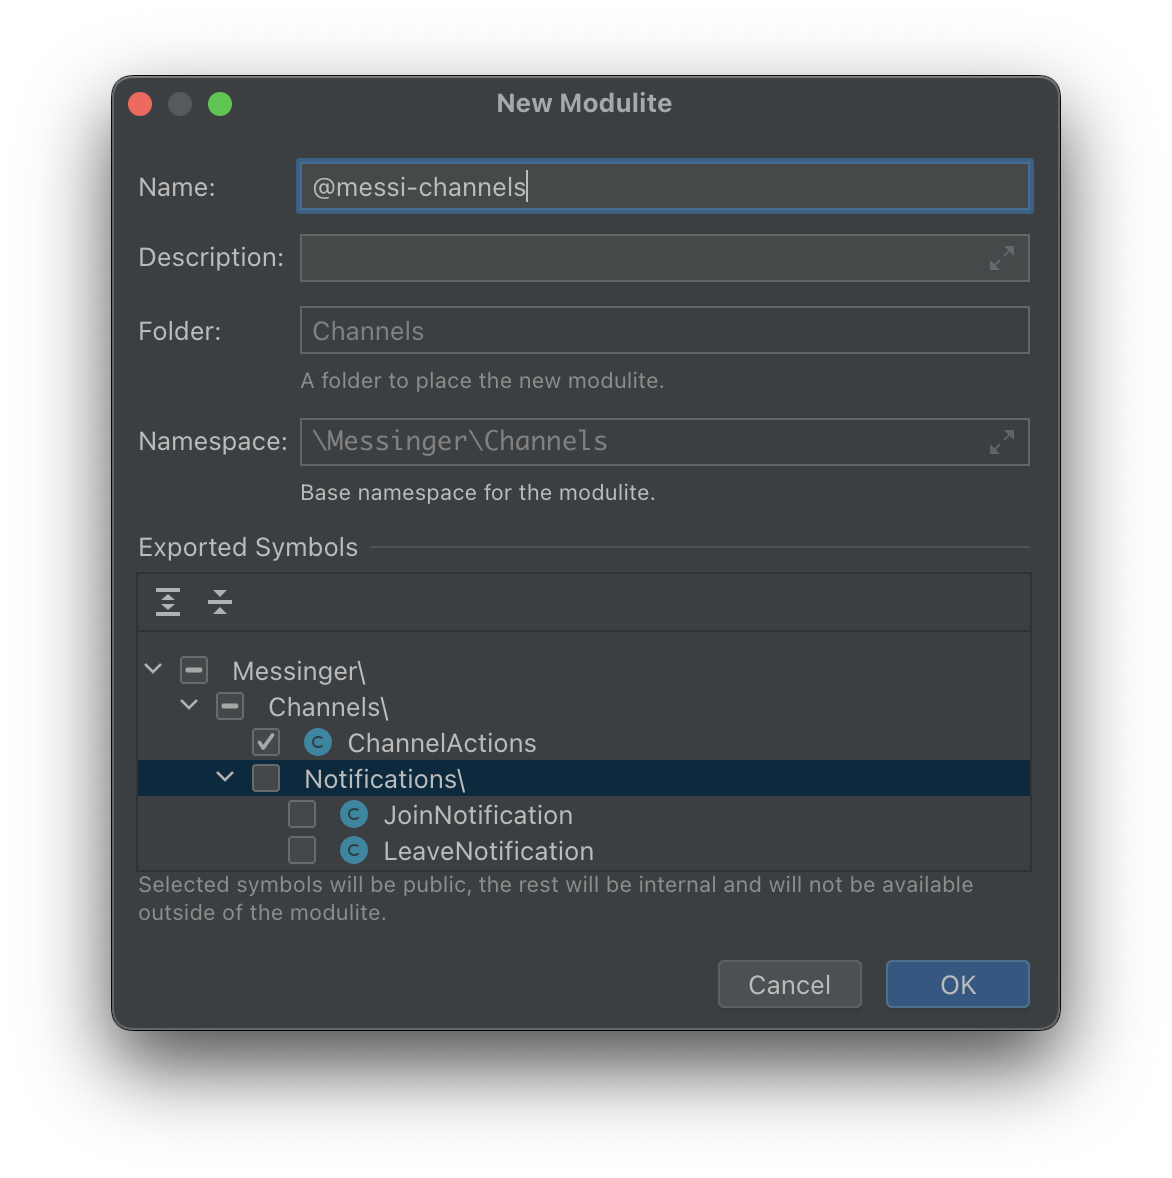 New Modulite
Name:
@messi-channels
Description:
Folder:
Channels
A folder to place the new modulite.
Namespace:
\Messinger\Channels
Base namespace for the modulite.
Exported Symbols
Messinger\
Channels\
C ChannelActions
Notifications\
C JoinNotification
C LeaveNotification
Selected symbols will be public, the rest will be internal and will not be available
outside of the modulite.
Cancel
OK